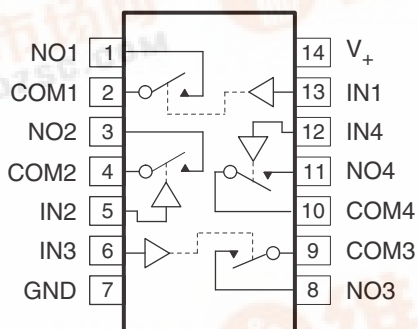 NO1 1 14 V+
COM1 2 13 IN1
NO2 3 12 IN4
COM2 4 11 NO4
IN2 5 10 COM4
IN3 6 9 COM3
GND 7 8 NO3